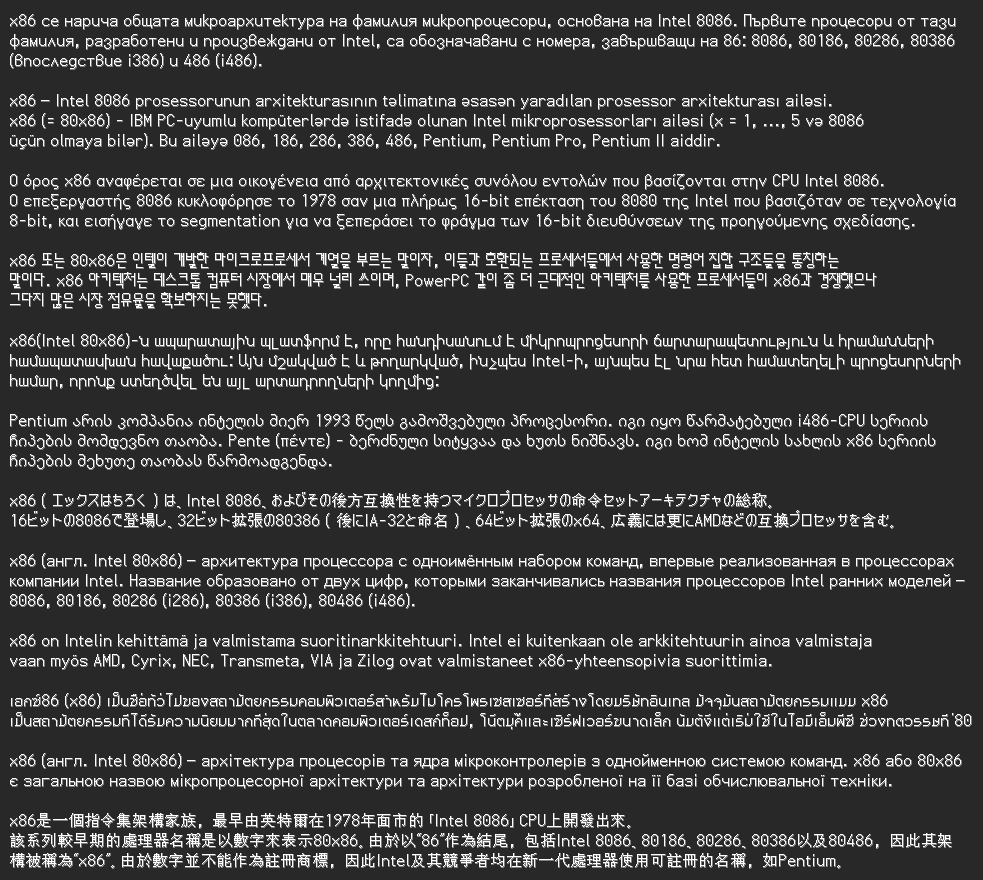 x86 се нарича общата микроархитектура на фамилия микропроцесори, основана на Intel 8086. Първите процесори от тази
фамилия, разработени и произвеждани от Intel, са обозначавани с номера, завършващи на 86: 8086, 80186, 80286, 80386
(впоследствие i386) и 486 (i486).
x86 – Intel 8086 prosessorunun arxitekturasının təlimatına əsasən yaradılan prosessor arxitekturası ailəsi.
x86 (= 80x86) - IBM PC-uyumlu kompüterlərdə istifadə olunan Intel mikroprosessorları ailəsi (x = 1, ..., 5 və 8086
üçün olmaya bilər). Bu ailəyə 086, 186, 286, 386, 486, Pentium, Pentium Pro, Pentium II aiddir.
Ο όρος x86 αναφέρεται σε μια οικογένεια από αρχιτεκτονικές συνόλου εντολών που βασίζονται στην CPU Intel 8086.
Ο επεξεργαστής 8086 κυκλοφόρησε το 1978 σαν μια πλήρως 16-bit επέκταση του 8080 της Intel που βασιζόταν σε τεχνολογία
8-bit, και εισήγαγε το segmentation για να ξεπεράσει το φράγμα των 16-bit διευθύνσεων της προηγούμενης σχεδίασης.
x86 또는 80x86은 인텔이 개발한 마이크로프로세서 계열을 부르는 말이자, 이들과 호환되는 프로세서들에서 사용한 명령어 집합 구조들을 통칭하는
말이다. x86 아키텍처는 데스크톱 컴퓨터 시장에서 매우 널리 쓰이며, PowerPC 같이 좀 더 근대적인 아키텍처를 사용한 프로세서들이 x86과 경쟁했으나
그다지 많은 시장 점유율을 확보하지는 못했다.
x86(Intel 80x86)-ն ապարատային պլատֆորմ է, որը հանդիսանում է միկրոպրոցեսորի ճարտարապետություն և հրամանների
համապատասխան հավաքածու: Այն մշակված է և թողարկված, ինչպես Intel-ի, այնպես էլ նրա հետ համատեղելի պրոցեսորների
համար, որոնք ստեղծվել են այլ արտադրողների կողմից:
Pentium არის კომპანია ინტელის მიერ 1993 წელს გამოშვებული პროცესორი. იგი იყო წარმატებული i486-CPU სერიის
ჩიპების მომდევნო თაობა. Pente (πέντε) - ბერძნული სიტყვაა და ხუთს ნიშნავს. იგი ხომ ინტელის სახლის x86 სერიის
ჩიპების მეხუთე თაობას წარმოადგენდა.
x86 ( エックスはちろく ) は、Intel 8086、およびその後方互換性を持つマイクロプロセッサの命令セットアーキテクチャの総称。
16ビットの8086で登場し、32ビット拡張の80386 ( 後にIA-32と命名 ) 、64ビット拡張のx64、広義には更にAMDなどの互換プロセッサを含む。
x86 (англ. Intel 80x86) – архитектура процессора c одноимённым набором команд, впервые реализованная в процессорах
компании Intel. Название образовано от двух цифр, которыми заканчивались названия процессоров Intel ранних моделей –
8086, 80186, 80286 (i286), 80386 (i386), 80486 (i486).
x86 on Intelin kehittämä ja valmistama suoritinarkkitehtuuri. Intel ei kuitenkaan ole arkkitehtuurin ainoa valmistaja
vaan myös AMD, Cyrix, NEC, Transmeta, VIA ja Zilog ovat valmistaneet x86-yhteensopivia suorittimia.
เอกซ์86 (x86) เป็นชื่อทั่วไปของสถาปัตยกรรมคอมพิวเตอร์สำหรับไมโครโพรเซสเซอร์ที่สร้างโดยบริษัทอินเทล ปัจจุบันสถาปัตยกรรมแบบ x86
เป็นสถาปัตยกรรมที่ได้รับความนิยมมากที่สุดในตลาดคอมพิวเตอร์เดสก์ท็อป, โน้ตบุ๊คและเซิร์ฟเวอร์ขนาดเล็ก นับตั้งแต่เริ่มใช้ในไอบีเอ็มพีซี ช่วงทศวรรษที่ '80
x86 (англ. Intel 80x86) – архітектура процесорів та ядра мікроконтролерів з однойменною системою команд. x86 або 80x86
є загальною назвою мікропроцесорної архітектури та архітектури розробленої на її базі обчислювальної техніки.
x86是一個指令集架構家族，最早由英特爾在1978年面市的「Intel 8086」CPU上開發出來。
該系列較早期的處理器名稱是以數字來表示80x86。由於以“86”作為結尾，包括Intel 8086、80186、80286、80386以及80486，因此其架
構被稱為“x86”。由於數字並不能作為註冊商標，因此Intel及其競爭者均在新一代處理器使用可註冊的名稱，如Pentium。